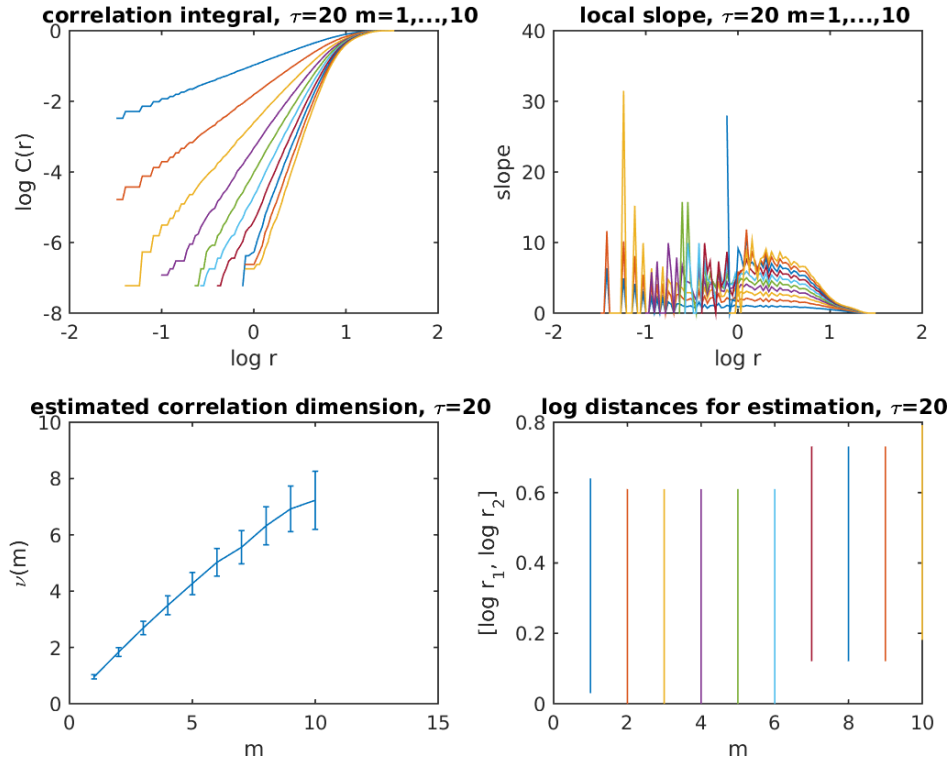 correlation integral, τ=20 m=1,...,10
0
-2
-4
-6
-8
log C(r)
-2 -1 0 1 2
log r
local slope, τ=20 m=1,...,10
40
30
20
10
0
slope
-2 -1 0 1 2
log r
estimated correlation dimension, τ=20
10
8
6
4
2
0
ν(m)
0 5 10 15
m
log distances for estimation, τ=20
0.8
0.6
0.4
0.2
0
[log r₁, log r₂]
0 2 4 6 8 10
m